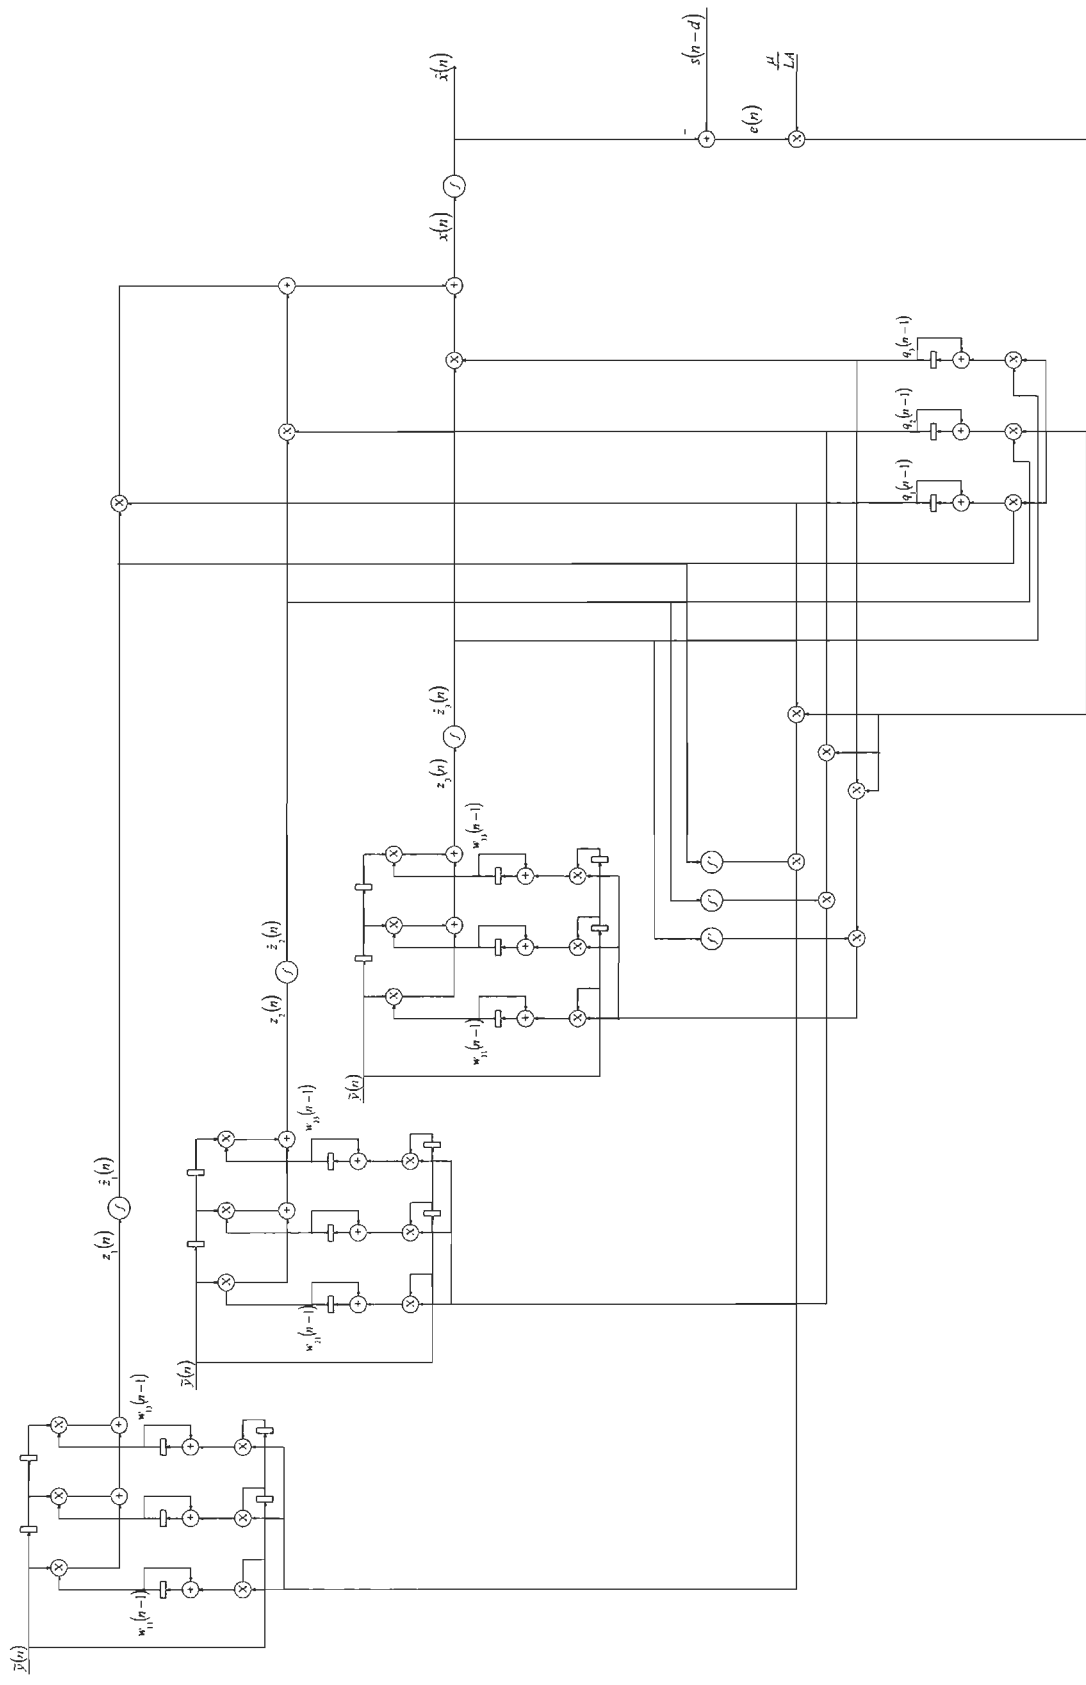 ỹ(n)
w₁₁(n−1)
w₁₃(n−1)
z₁(n)
ẑ₁(n)
ỹ(n)
w₂₁(n−1)
w₂₃(n−1)
z₂(n)
ẑ₂(n)
ỹ(n)
w₃₁(n−1)
w₃₃(n−1)
z₃(n)
ẑ₃(n)
x(n)
x̂(n)
-
s(n−d)
e(n)
μ
LA
q₁(n−1)
q₂(n−1)
q₃(n−1)